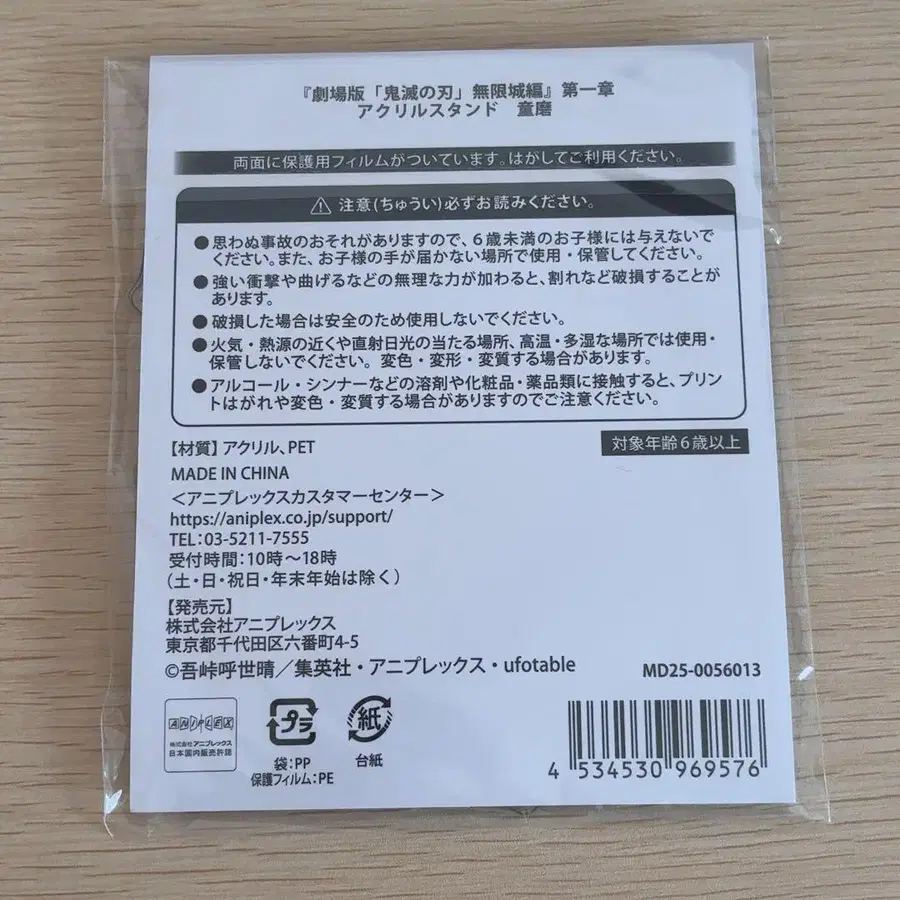 『劇場版「鬼滅の刃」無限城編』第一章
アクリルスタンド　童磨
両面に保護用フィルムがついています。はがしてご利用ください。
注意(ちゅうい)必ずお読みください。
●思わぬ事故のおそれがありますので、6歳未満のお子様には与えないで
ください。また、お子様の手が届かない場所で使用・保管してください。
●強い衝撃や曲げるなどの無理な力が加わると、割れなど破損することが
あります。
●破損した場合は安全のため使用しないでください。
●火気・熱源の近くや直射日光の当たる場所、高温・多湿な場所では使用・
保管しないでください。変色・変形・変質する場合があります。
●アルコール・シンナーなどの溶剤や化粧品・薬品類に接触すると、プリン
トはがれや変色・変質する場合がありますのでご注意ください。
【材質】アクリル、PET
対象年齢6歳以上
MADE IN CHINA
＜アニプレックスカスタマーセンター＞
https://aniplex.co.jp/support/
TEL:03-5211-7555
受付時間:10時～18時
(土・日・祝日・年末年始は除く)
【発売元】
株式会社アニプレックス
東京都千代田区六番町4-5
©吾峠呼世晴／集英社・アニプレックス・ufotable
MD25-0056013
ANIPLEX
株式会社アニプレックス
日本国内販売許諾
プラ
袋:PP
保護フィルム:PE
紙
台紙
4 534530 969576